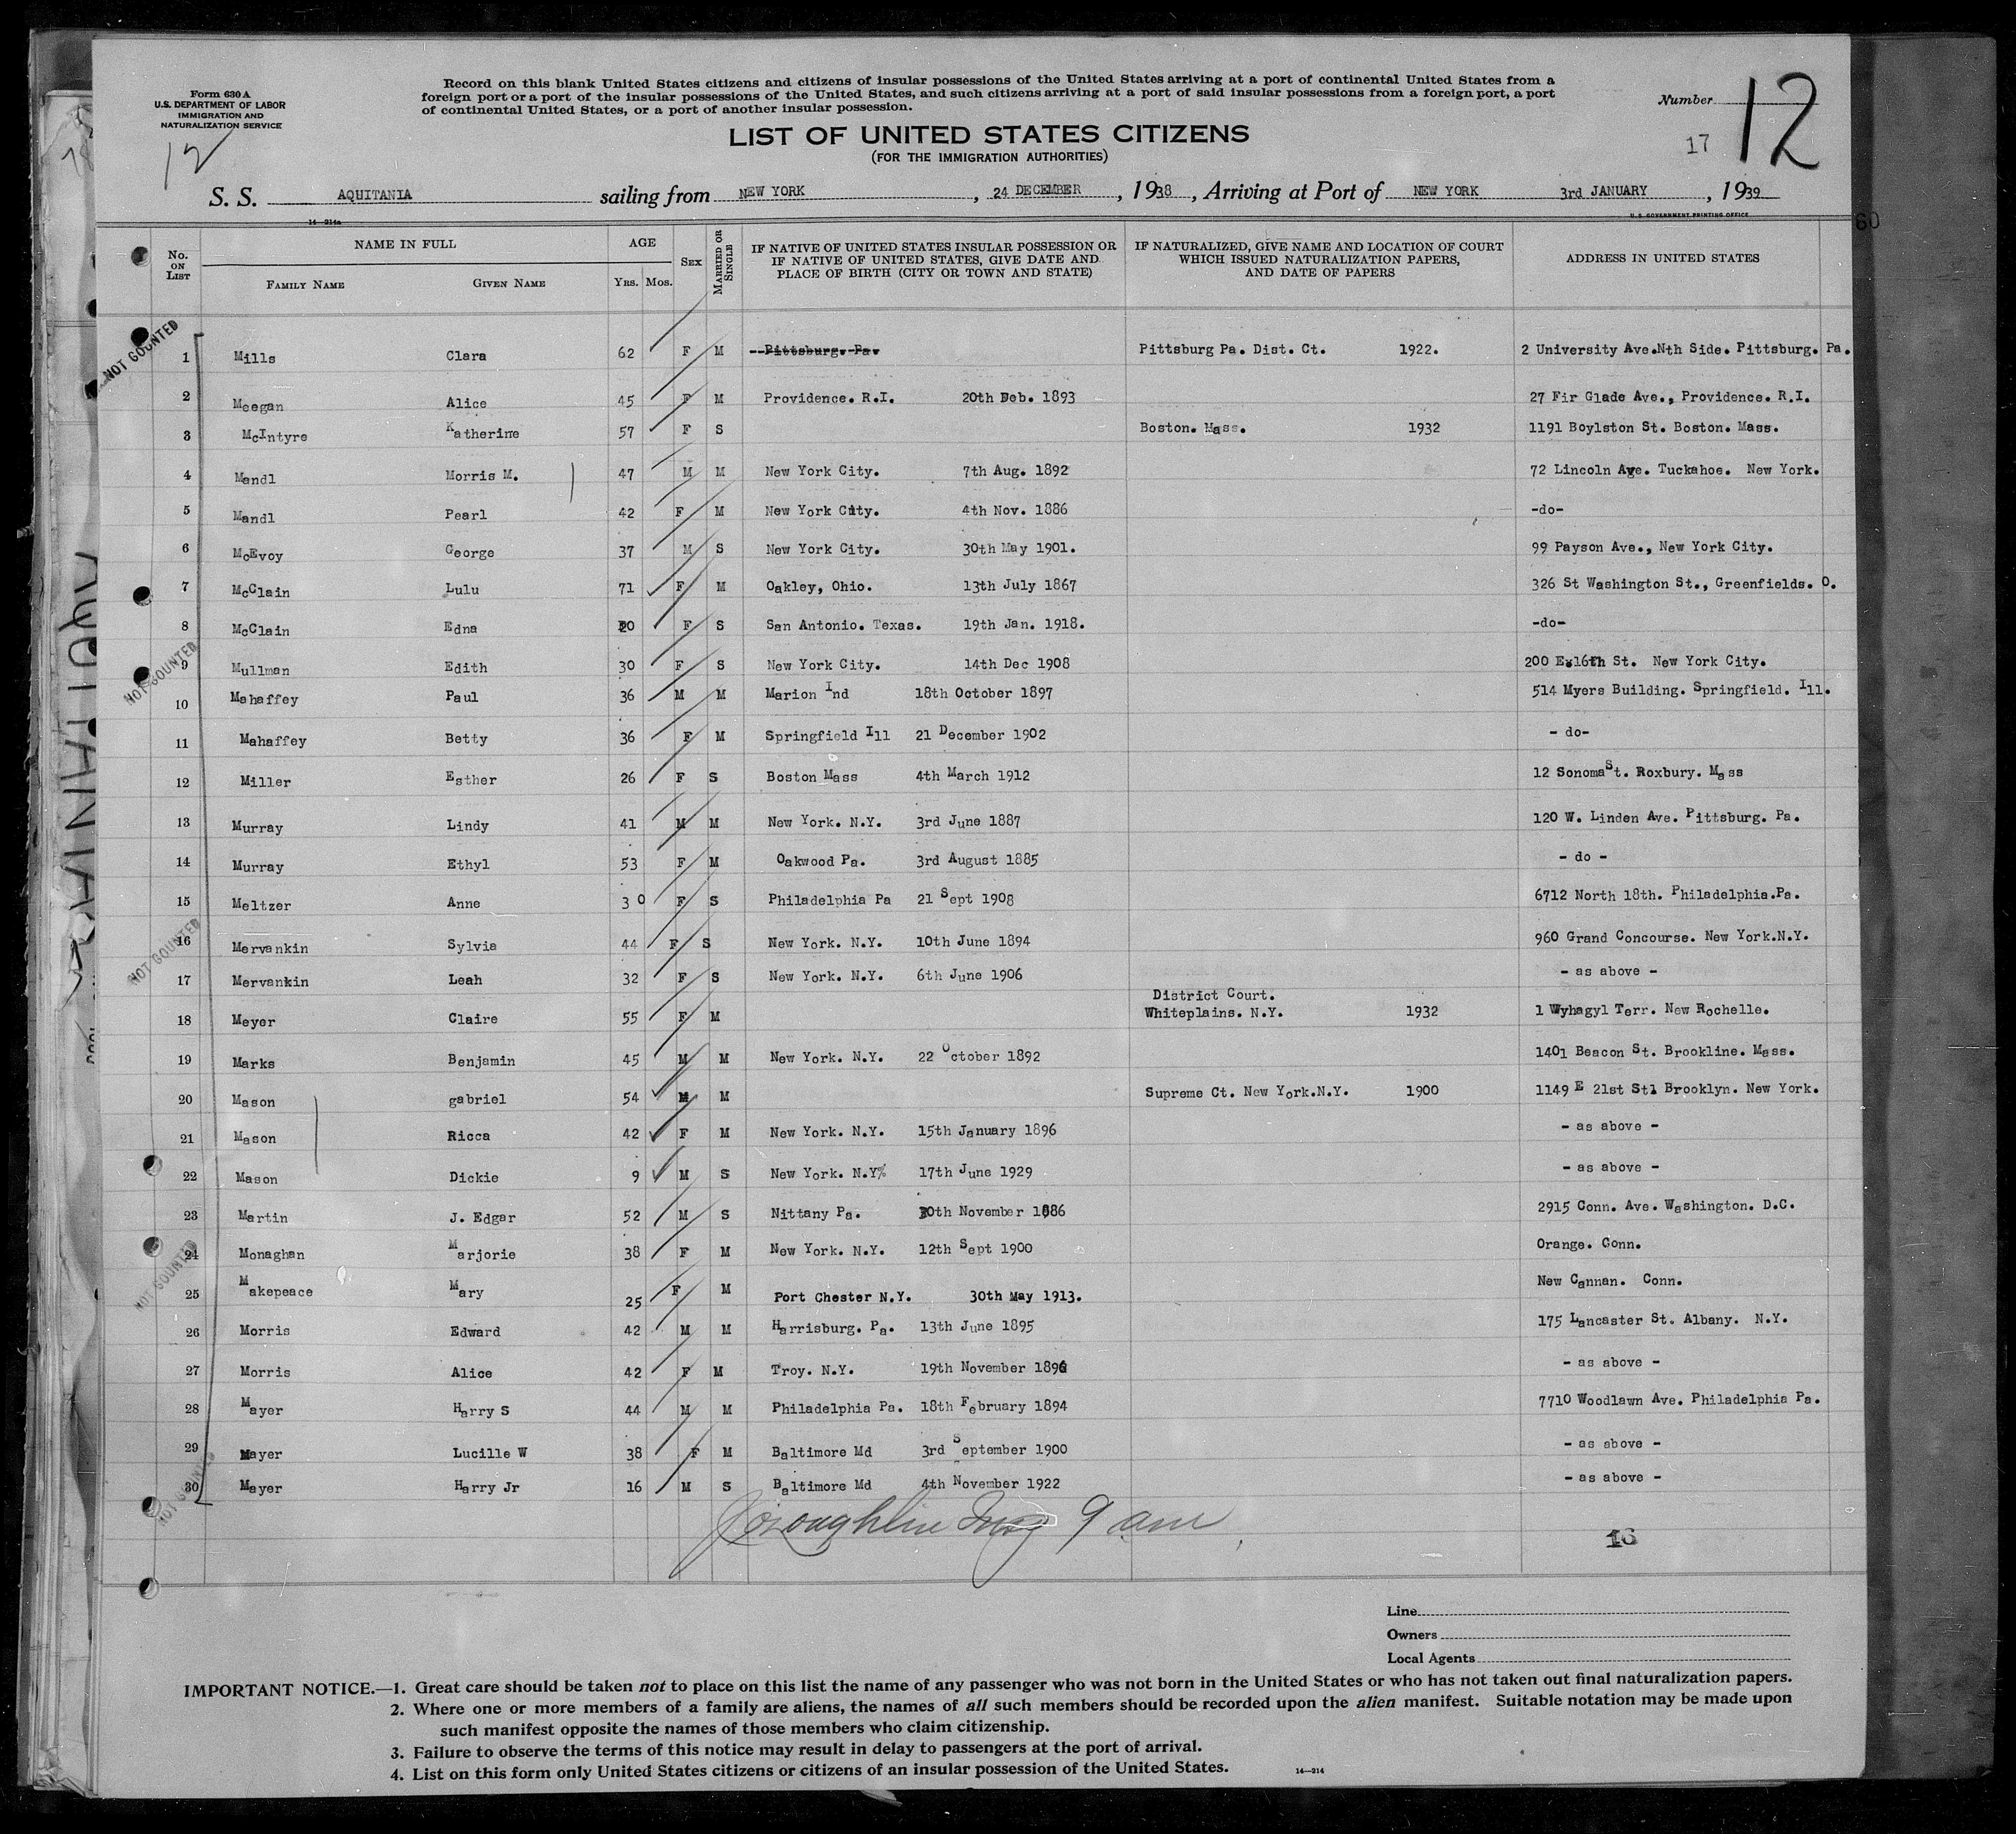 Form 630 A
U.S. DEPARTMENT OF LABOR
IMMIGRATION AND
NATURALIZATION SERVICE
12
Record on this blank United States citizens and citizens of insular possessions of the United States arriving at a port of continental United States from a
foreign port or a port of the insular possessions of the United States, and such citizens arriving at a port of said insular possessions from a foreign port, a port
of continental United States, or a port of another insular possession.
Number 12
17
LIST OF UNITED STATES CITIZENS
(FOR THE IMMIGRATION AUTHORITIES)
S. S. AQUITANIA sailing from NEW YORK, 24 DECEMBER, 1938, Arriving at Port of NEW YORK 3rd JANUARY, 1939
14-214a
U.S. GOVERNMENT PRINTING OFFICE
60
No. ON LIST NAME IN FULL AGE SEX MARRIED OR SINGLE IF NATIVE OF UNITED STATES INSULAR POSSESSION OR IF NATIVE OF UNITED STATES, GIVE DATE AND PLACE OF BIRTH (CITY OR TOWN AND STATE) IF NATURALIZED, GIVE NAME AND LOCATION OF COURT WHICH ISSUED NATURALIZATION PAPERS, AND DATE OF PAPERS ADDRESS IN UNITED STATES
FAMILY NAME GIVEN NAME YRS. MOS.
NOT COUNTED
1 Mills Clara 62 F M --Pittsburg. Pa. Pittsburg Pa. Dist. Ct. 1922. 2 University Ave.Nth Side. Pittsburg. Pa.
2 Meegan Alice 45 F M Providence. R.I. 20th Feb. 1893 27 Fir Glade Ave., Providence. R.I.
3 McIntyre Katherine 57 F S Boston. Mass. 1932 1191 Boylston St. Boston. Mass.
4 Mandl Morris M. 47 M M New York City. 7th Aug. 1892 72 Lincoln Ave. Tuckahoe. New York.
5 Mandl Pearl 42 F M New York City. 4th Nov. 1886 -do-
6 McEvoy George 37 M S New York City. 30th May 1901. 99 Payson Ave., New York City.
7 McClain Lulu 71 F M Oakley, Ohio. 13th July 1867 326 St Washington St., Greenfields. O.
8 McClain Edna 20 F S San Antonio. Texas. 19th Jan. 1918. -do-
NOT COUNTED
9 Mullman Edith 30 F S New York City. 14th Dec 1908 200 E.16th St. New York City.
10 Mahaffey Paul 36 M M Marion Ind 18th October 1897 514 Myers Building. Springfield. Ill.
11 Mahaffey Betty 36 F M Springfield Ill 21 December 1902 - do-
12 Miller Esther 26 F S Boston Mass 4th March 1912 12 Sonoma St. Roxbury. Mass
13 Murray Lindy 41 M M New York. N.Y. 3rd June 1887 120 W. Linden Ave. Pittsburg. Pa.
14 Murray Ethyl 53 F M Oakwood Pa. 3rd August 1885 - do -
15 Meltzer Anne 30 F S Philadelphia Pa 21 Sept 1908 6712 North 18th. Philadelphia.Pa.
NOT COUNTED
16 Mervankin Sylvia 44 F S New York. N.Y. 10th June 1894 960 Grand Concourse. New York.N.Y.
17 Mervankin Leah 32 F S New York. N.Y. 6th June 1906 - as above -
18 Meyer Claire 55 F M District Court. Whiteplains. N.Y. 1932 1 Wyhagyl Terr. New Rochelle.
19 Marks Benjamin 45 M M New York. N.Y. 22 October 1892 1401 Beacon St. Brookline. Mass.
20 Mason gabriel 54 M M Supreme Ct. New York.N.Y. 1900 1149 E 21st Stl Brooklyn. New York.
21 Mason Ricca 42 F M New York. N.Y. 15th January 1896 - as above -
22 Mason Dickie 9 M S New York. N.Y% 17th June 1929 - as above -
23 Martin J. Edgar 52 M S Nittany Pa. 30th November 1886 2915 Conn. Ave. Washington. D.C.
NOT COUNTED
24 Monaghan Marjorie 38 F M New York. N.Y. 12th Sept 1900 Orange. Conn.
25 Makepeace Mary 25 F M Port Chester N.Y. 30th May 1913. New Cannan. Conn.
26 Morris Edward 42 M M Harrisburg. Pa. 13th June 1895 175 Lancaster St. Albany. N.Y.
27 Morris Alice 42 F M Troy. N.Y. 19th November 1896 - as above -
28 Mayer Harry S 44 M M Philadelphia Pa. 18th February 1894 7710 Woodlawn Ave. Philadelphia Pa.
29 Mayer Lucille W 38 F M Baltimore Md 3rd September 1900 - as above -
NOT COUNTED
30 Mayer Harry Jr 16 M S Baltimore Md 4th November 1922 - as above -
9 am
16
Line
Owners
Local Agents
IMPORTANT NOTICE.—1. Great care should be taken not to place on this list the name of any passenger who was not born in the United States or who has not taken out final naturalization papers.
2. Where one or more members of a family are aliens, the names of all such members should be recorded upon the alien manifest. Suitable notation may be made upon
such manifest opposite the names of those members who claim citizenship.
3. Failure to observe the terms of this notice may result in delay to passengers at the port of arrival.
4. List on this form only United States citizens or citizens of an insular possession of the United States.
14—214
AQUITANIA